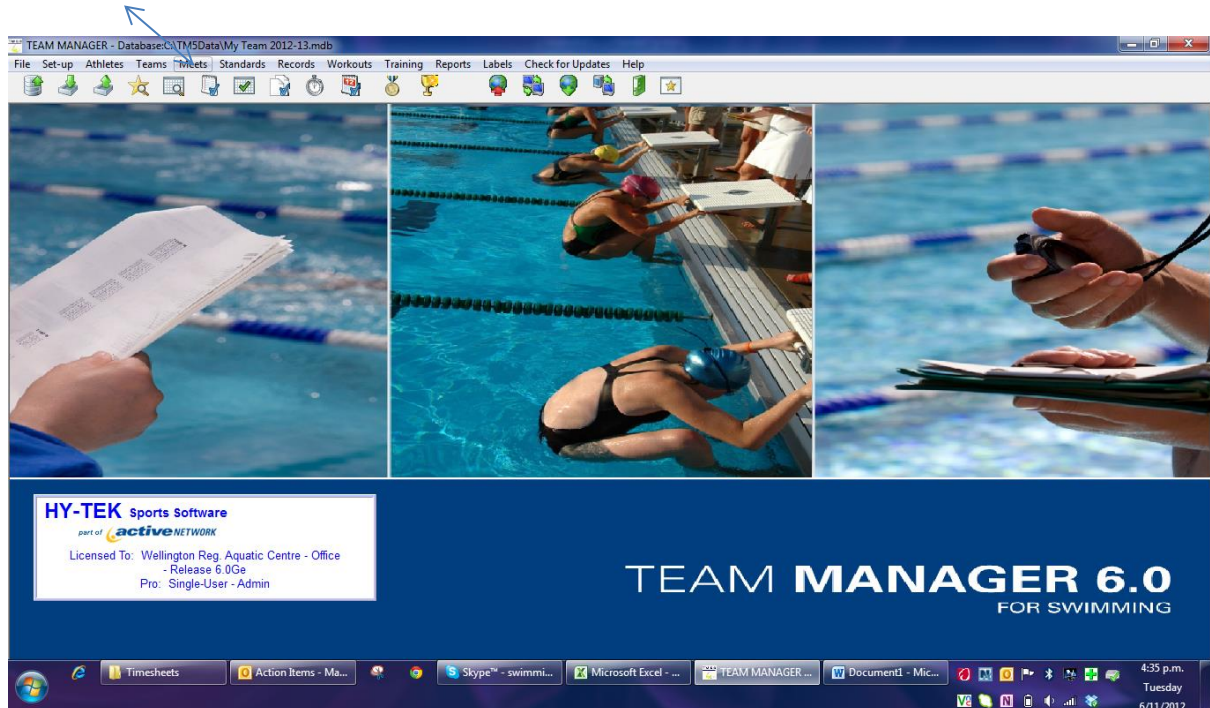 TEAM MANAGER - Database:C:\TM5Data\My Team 2012-13.mdb
File Set-up Athletes Teams Meets Standards Records Workouts Training Reports Labels Check for Updates Help
HY-TEK Sports Software
part of active NETWORK
Licensed To: Wellington Reg. Aquatic Centre - Office
- Release 6.0Ge
Pro: Single-User - Admin
TEAM MANAGER 6.0
FOR SWIMMING
Timesheets
Action Items - Ma...
Skype™ - swimmi...
Microsoft Excel - ...
TEAM MANAGER ...
Document1 - Mic...
4:35 p.m.
Tuesday
6/11/2012